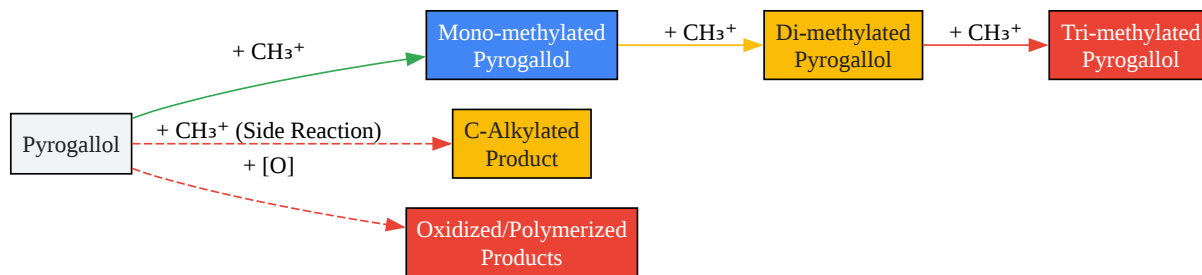 + CH₃⁺
Mono-methylated
Pyrogallol
+ CH₃⁺
Di-methylated
Pyrogallol
+ CH₃⁺
Tri-methylated
Pyrogallol
Pyrogallol
+ CH₃⁺ (Side Reaction)
C-Alkylated
Product
+ [O]
Oxidized/Polymerized
Products